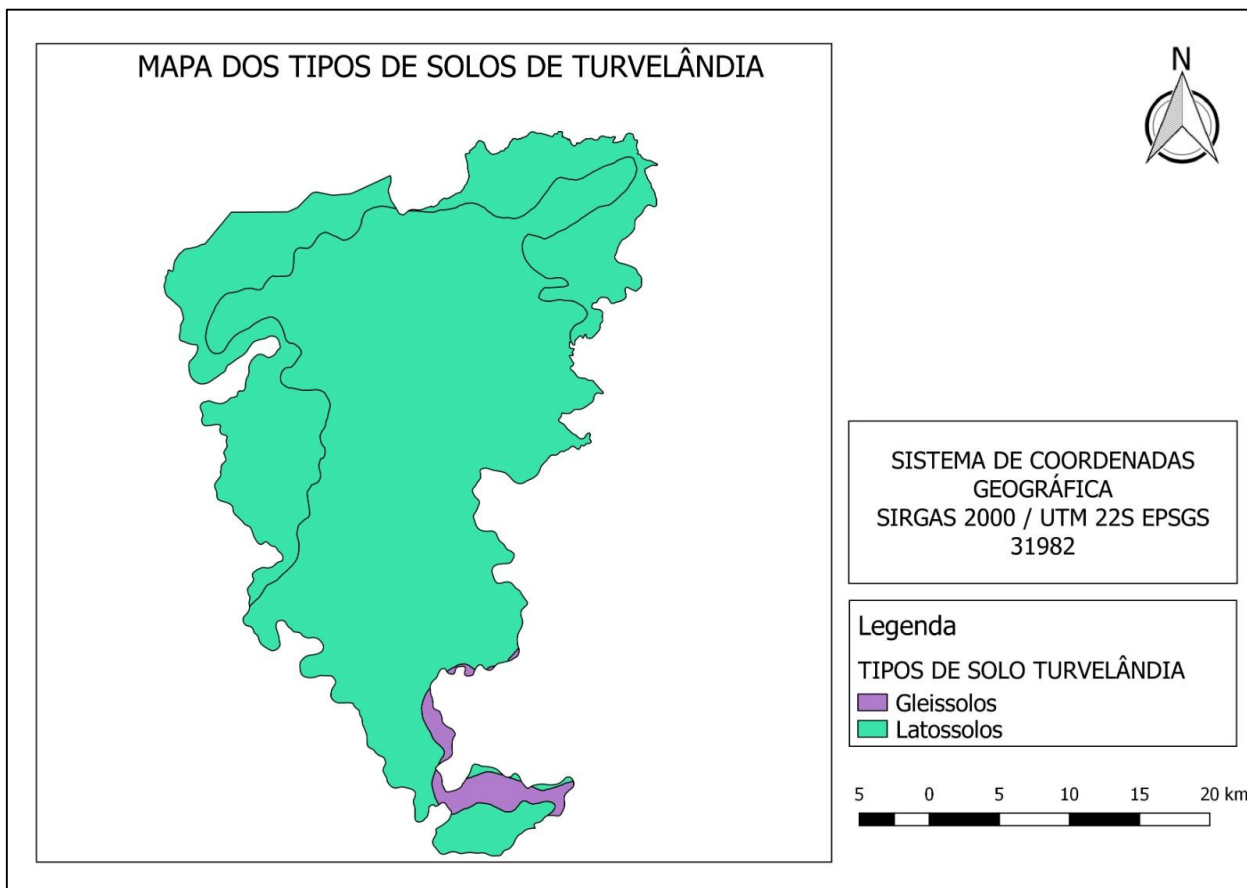 MAPA DOS TIPOS DE SOLOS DE TURVELÂNDIA
N
SISTEMA DE COORDENADAS
GEOGRÁFICA
SIRGAS 2000 / UTM 22S EPSGS
31982
Legenda
TIPOS DE SOLO TURVELÂNDIA
Gleissolos
Latossolos
5 0 5 10 15 20 km